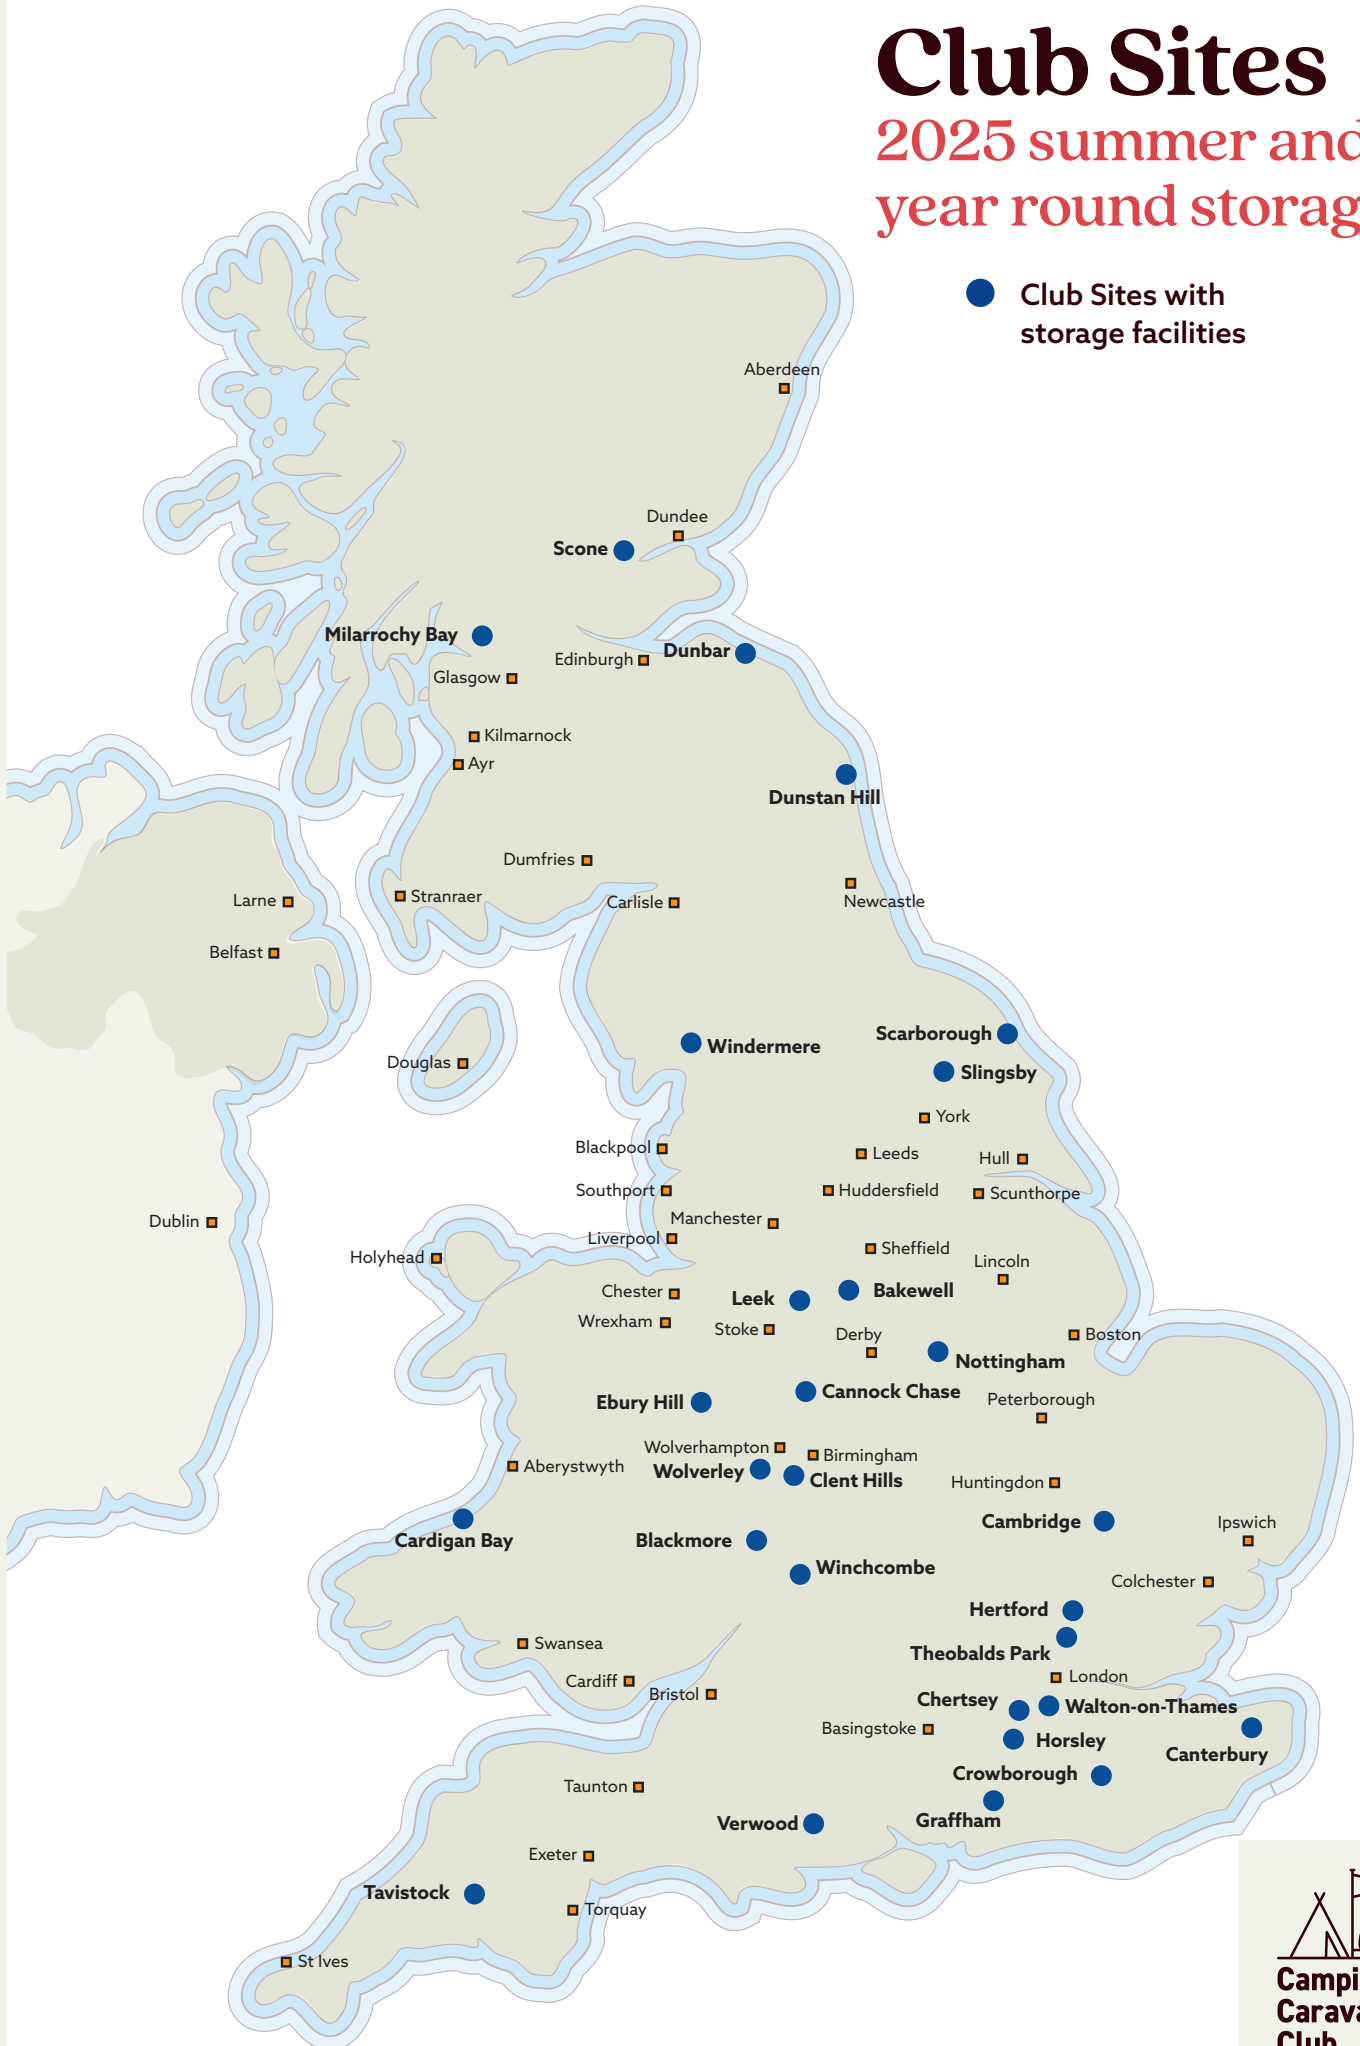 Club Sites
2025 summer and
year round storag
Club Sites with
storage facilities
Aberdeen
Dundee
Scone
Milarrochy Bay
Edinburgh
Dunbar
Glasgow
Kilmarnock
Ayr
Dunstan Hill
Dumfries
Newcastle
Larne
Stranraer
Carlisle
Belfast
Scarborough
Windermere
Douglas
Slingsby
York
Blackpool
Leeds
Hull
Southport
Huddersfield
Scunthorpe
Dublin
Manchester
Liverpool
Holyhead
Sheffield
Lincoln
Chester
Leek
Bakewell
Wrexham
Stoke
Derby
Boston
Nottingham
Ebury Hill
Cannock Chase
Peterborough
Wolverhampton
Birmingham
Aberystwyth
Wolverley
Clent Hills
Huntingdon
Cardigan Bay
Blackmore
Cambridge
Ipswich
Winchcombe
Colchester
Hertford
Swansea
Theobalds Park
Cardiff
London
Bristol
Chertsey
Walton-on-Thames
Basingstoke
Horsley
Canterbury
Taunton
Crowborough
Verwood
Graffham
Exeter
Tavistock
Torquay
St Ives
Campi
Carava
Club